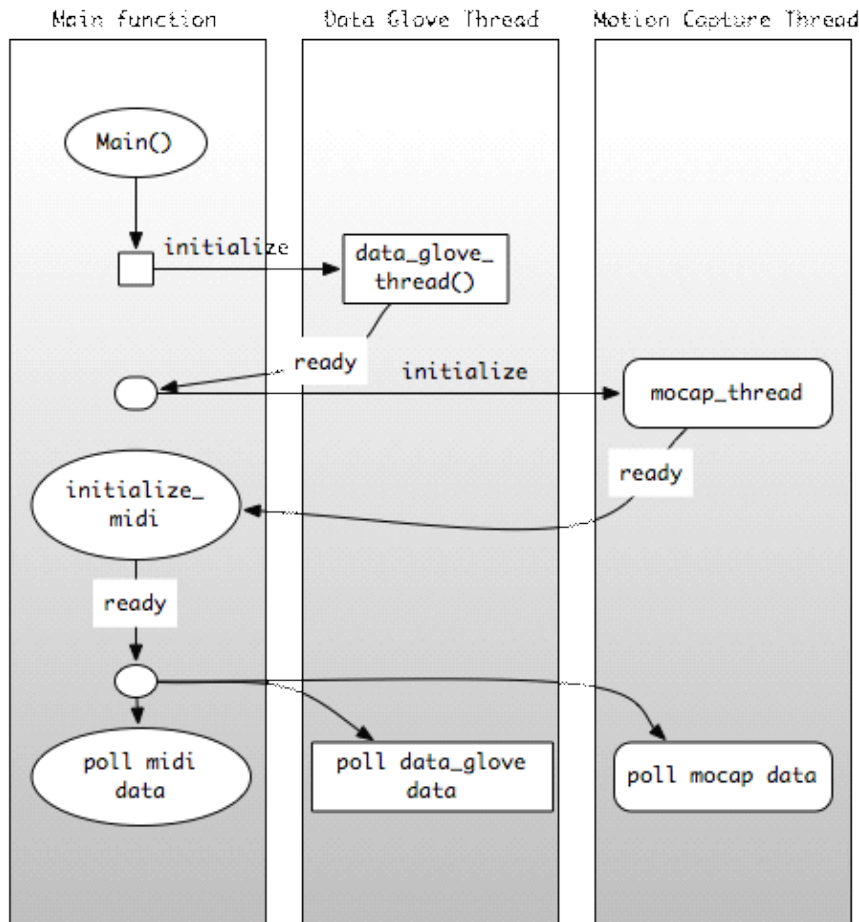 Main function
Data Glove Thread
Motion Capture Thread
Main()
initialize
data_glove_
thread()
ready
initialize
mocap_thread
ready
initialize_
midi
ready
poll midi
data
poll data_glove
data
poll mocap data